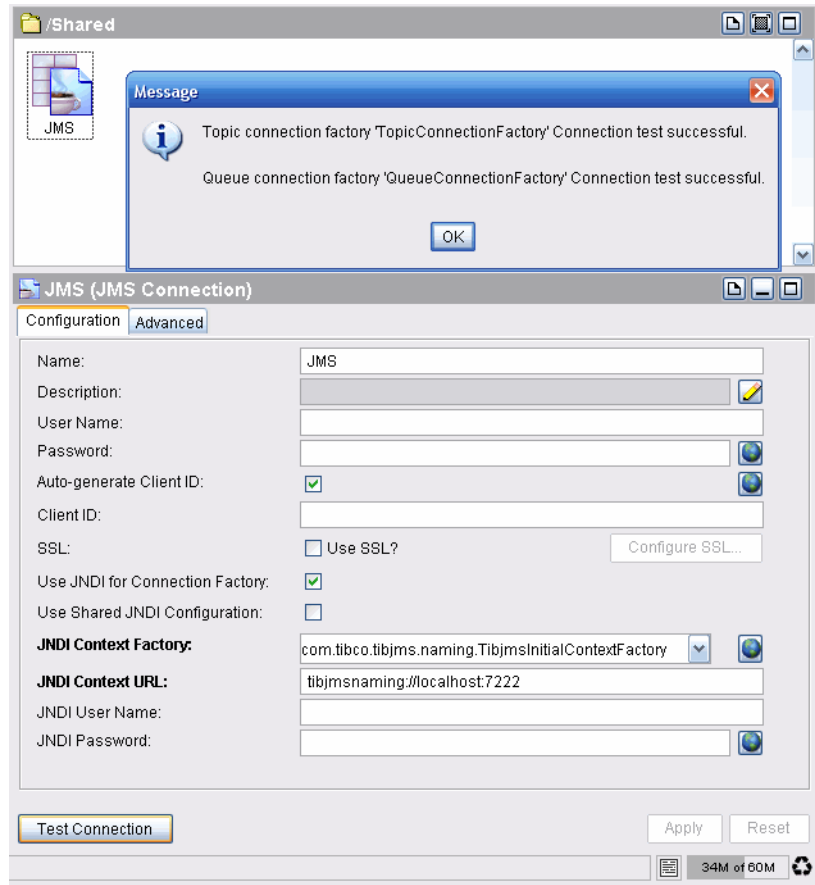 /Shared
JMS
Message
Topic connection factory 'TopicConnectionFactory' Connection test successful.
Queue connection factory 'QueueConnectionFactory' Connection test successful.
OK
JMS (JMS Connection)
Configuration Advanced
Name: JMS
Description:
User Name:
Password:
Auto-generate Client ID:
Client ID:
SSL: Use SSL? Configure SSL...
Use JNDI for Connection Factory:
Use Shared JNDI Configuration:
JNDI Context Factory: com.tibco.tibjms.naming.TibjmsInitialContextFactory
JNDI Context URL: tibjmsnaming://localhost:7222
JNDI User Name:
JNDI Password:
Test Connection Apply Reset
34M of 60M